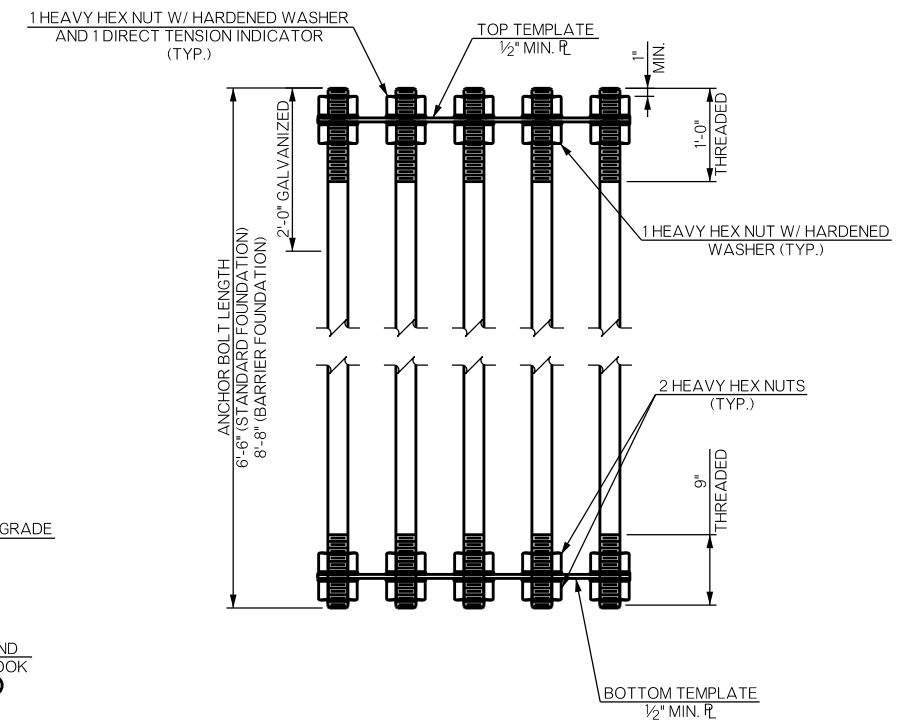 1 HEAVY HEX NUT W/ HARDENED WASHER
AND 1 DIRECT TENSION INDICATOR
(TYP.)
TOP TEMPLATE
½" MIN. ℄
1"
MIN.
1'-0"
THREADED
2'-0" GALVANIZED
1 HEAVY HEX NUT W/ HARDENED
WASHER (TYP.)
ANCHOR BOLT LENGTH
6'-6" (STANDARD FOUNDATION)
8'-8" (BARRIER FOUNDATION)
2 HEAVY HEX NUTS
(TYP.)
9"
THREADED
GRADE
ND
OOK
BOTTOM TEMPLATE
½" MIN. ℄